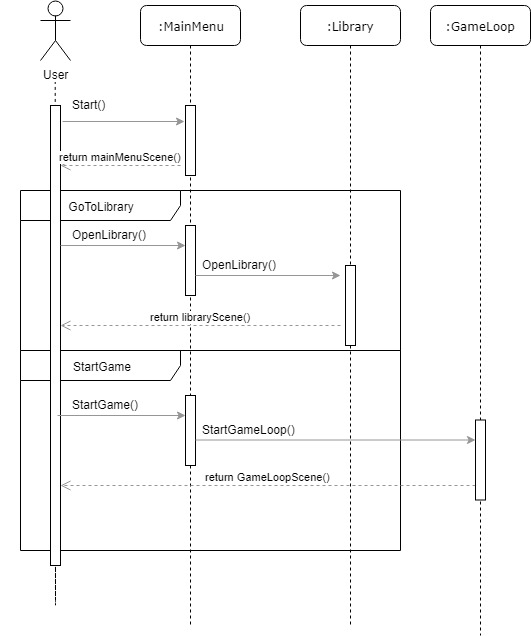 :MainMenu
:Library
:GameLoop
User
Start()
return mainMenuScene()
GoToLibrary
OpenLibrary()
OpenLibrary()
return libraryScene()
StartGame
StartGame()
StartGameLoop()
return GameLoopScene()